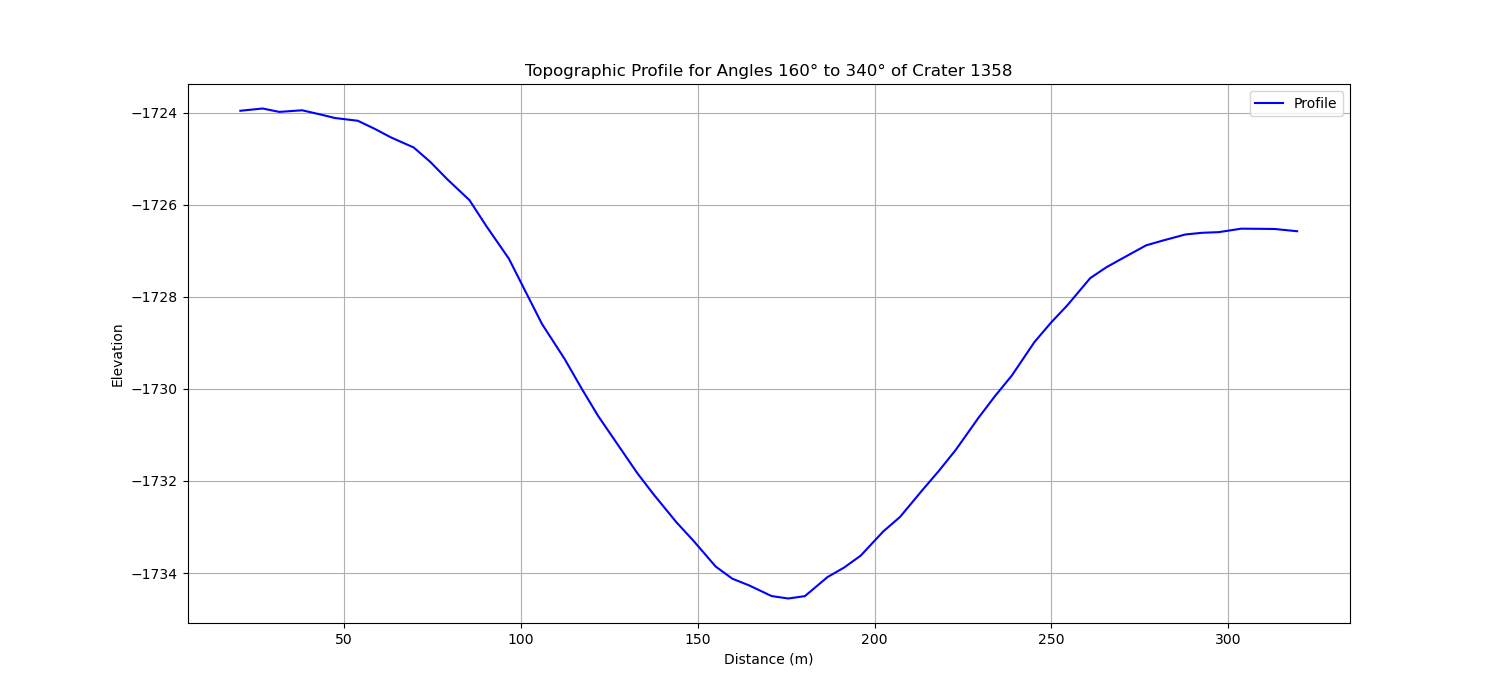 Topographic Profile for Angles 160° to 340° of Crater 1358
Profile
−1724
−1726
−1728
−1730
−1732
−1734
Elevation
50 100 150 200 250 300
Distance (m)